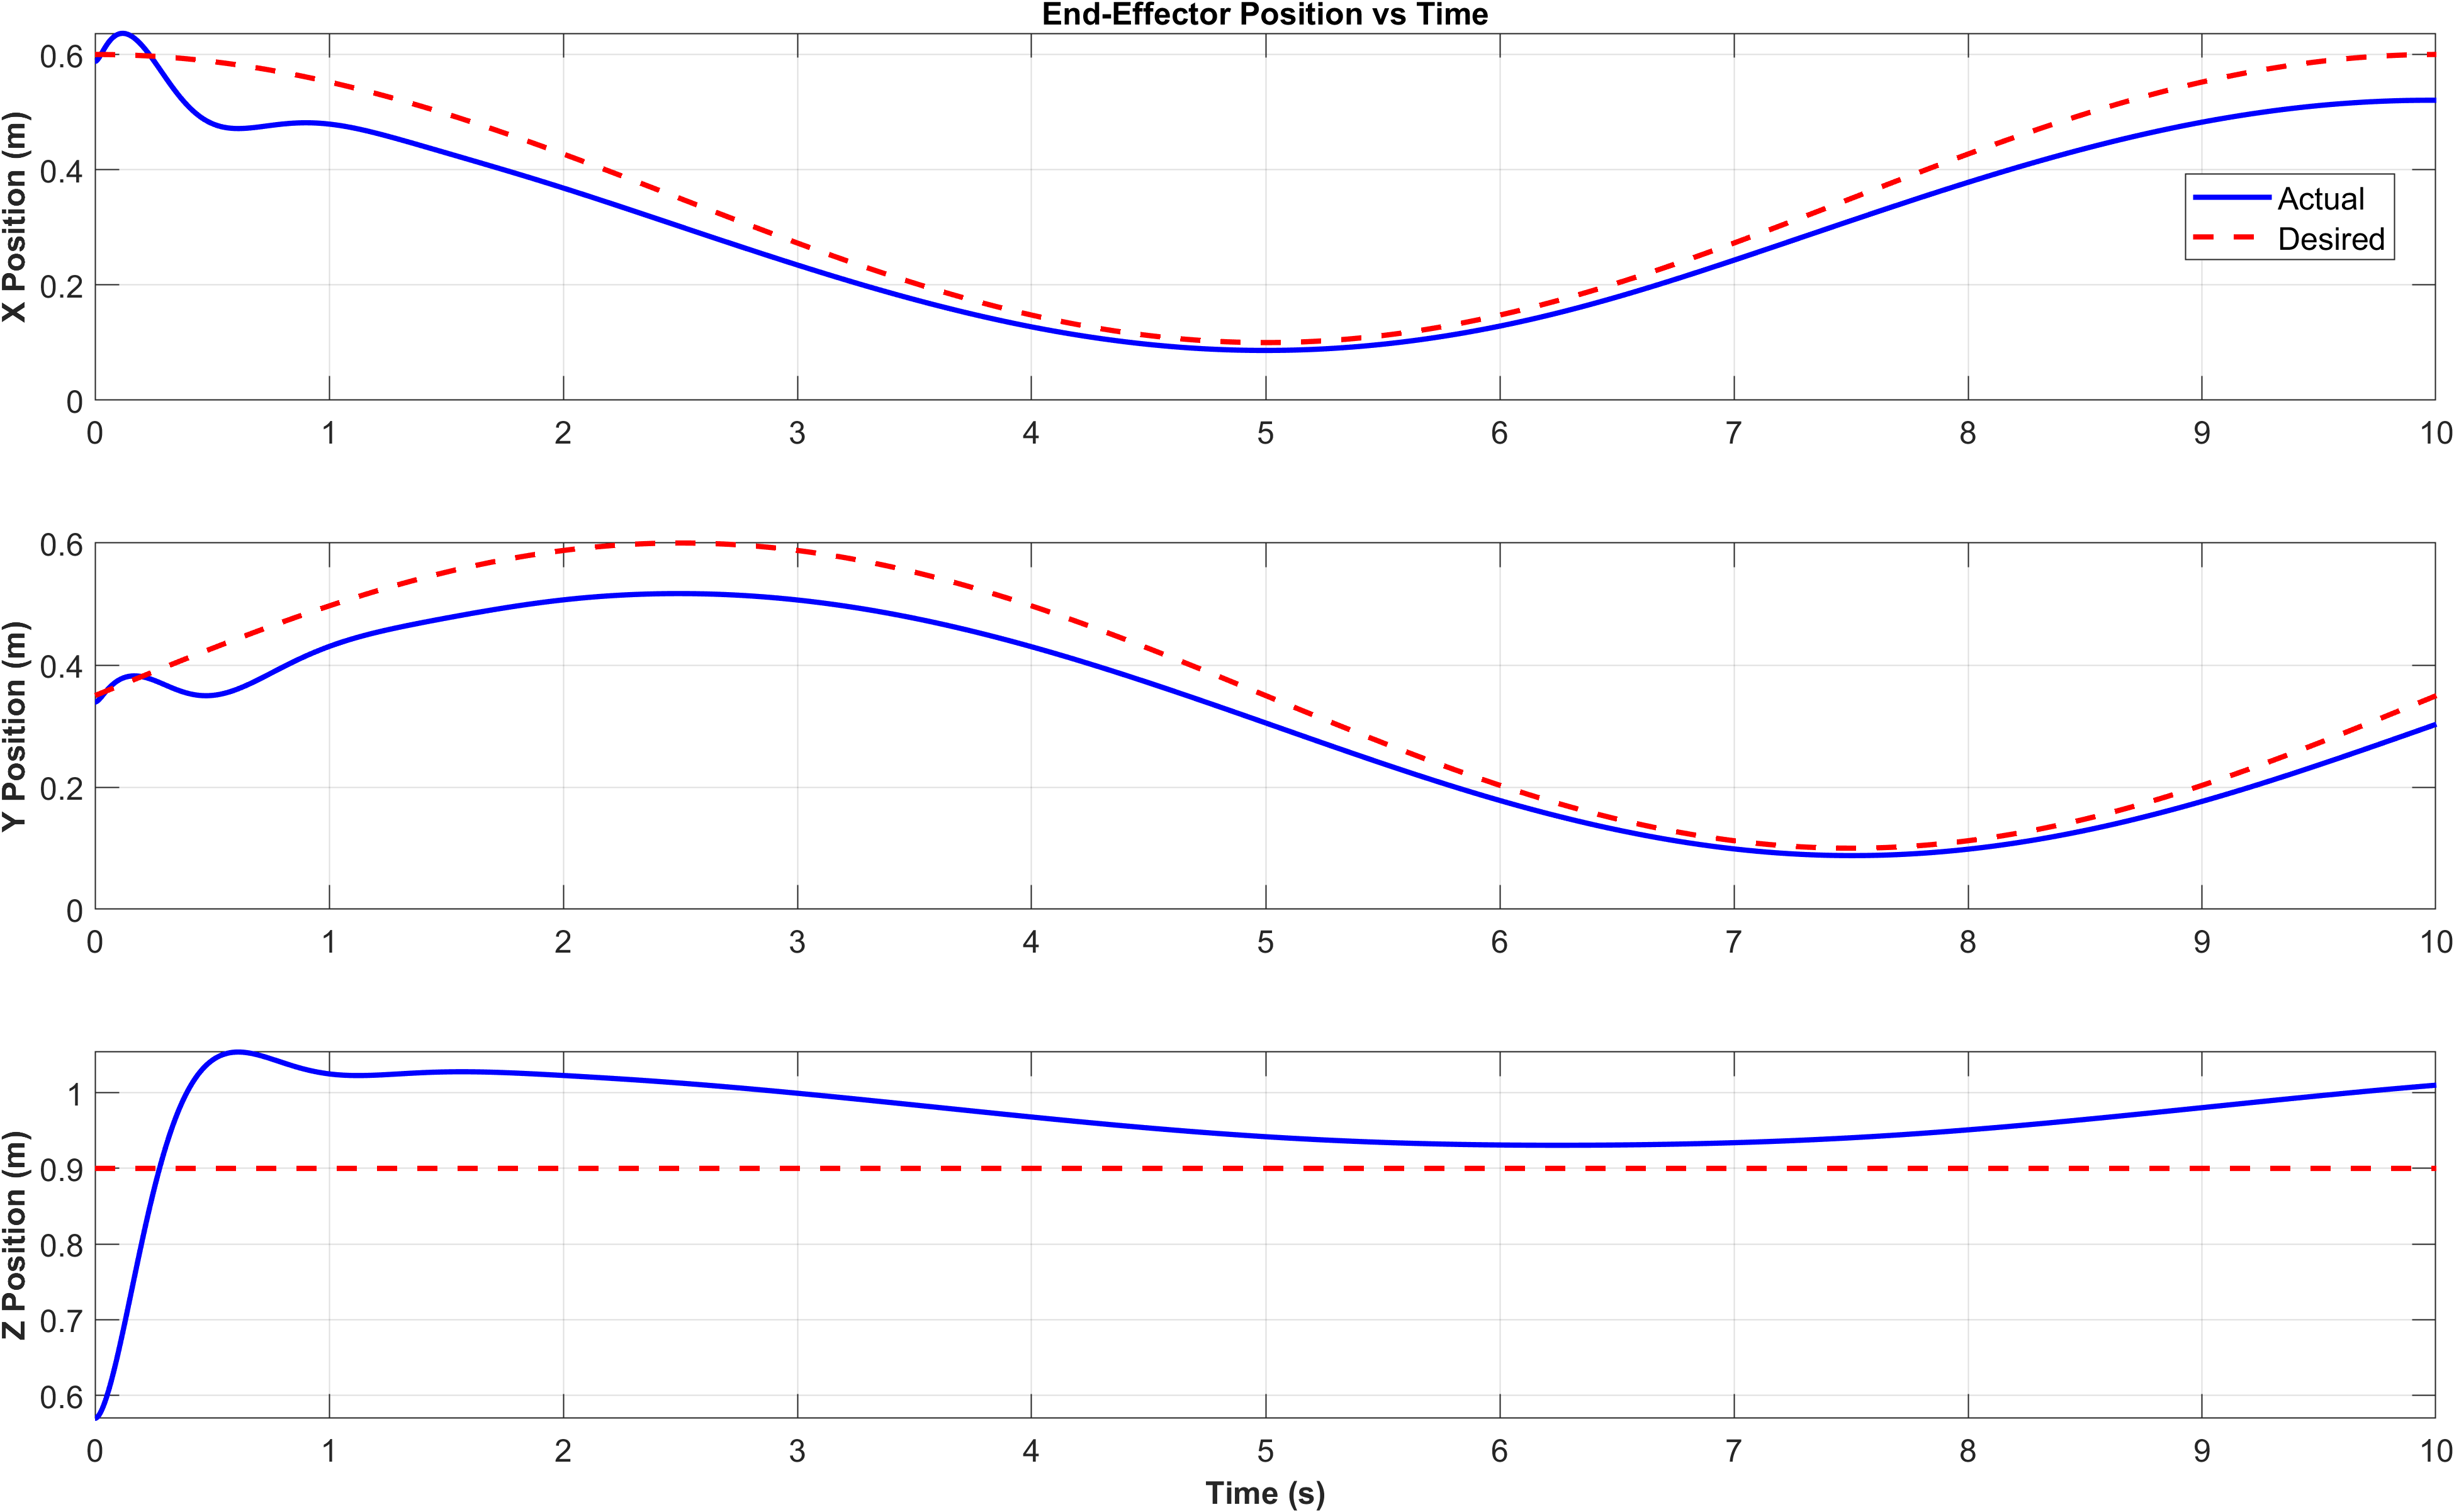 End-Effector Position vs Time
X Position (m)
0.6
0.4
0.2
0
0 1 2 3 4 5 6 7 8 9 10
Actual
Desired
Y Position (m)
0.6
0.4
0.2
0
0 1 2 3 4 5 6 7 8 9 10
Z Position (m)
1
0.9
0.8
0.7
0.6
0 1 2 3 4 5 6 7 8 9 10
Time (s)